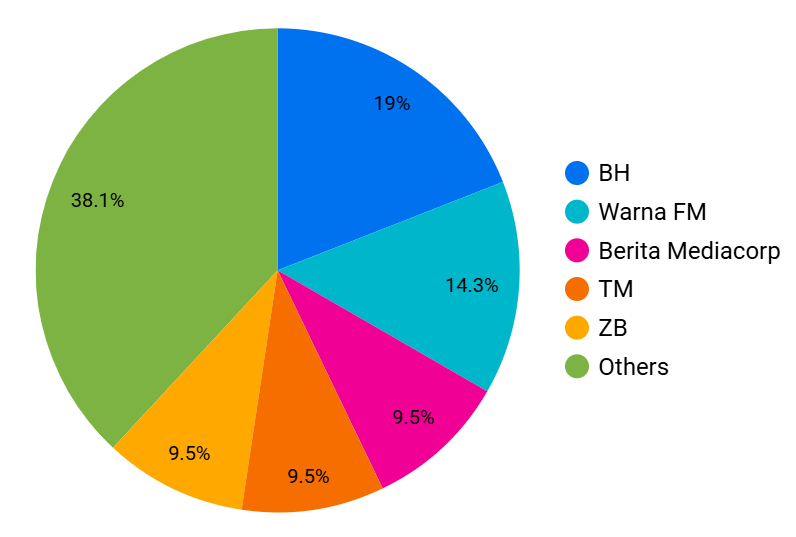 19%
38.1%
14.3%
9.5%
9.5%
9.5%
BH
Warna FM
Berita Mediacorp
TM
ZB
Others